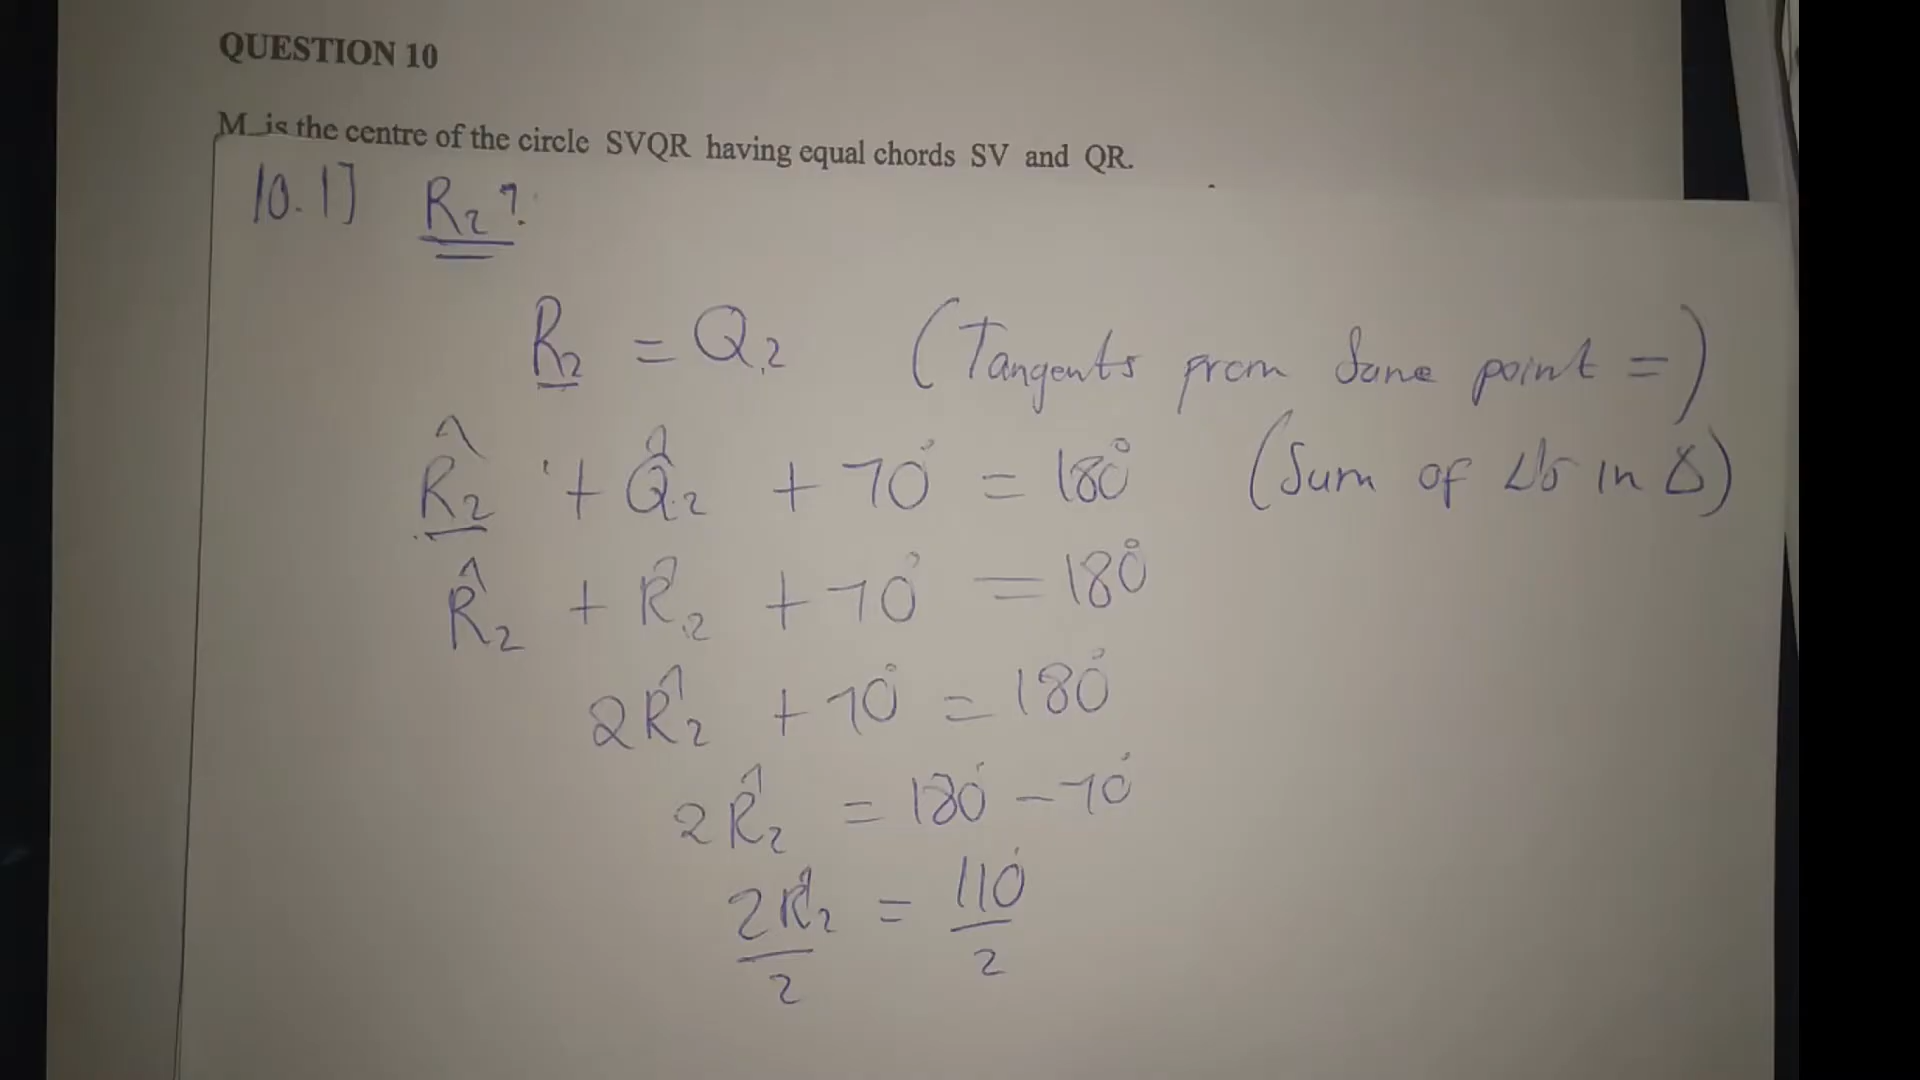 QUESTION 10
M is the centre of the circle SVQR having equal chords SV and QR.
10.1] R₂?
R₂ = Q₂ (Tangents from Same point =)
R̂₂ + Q̂₂ + 70° = 180° (Sum of ∠'s in Δ)
R̂₂ + R̂₂ + 70° = 180°
2R̂₂ + 70° = 180°
2R̂₂ = 180° - 70°
2R̂₂/2 = 110°/2